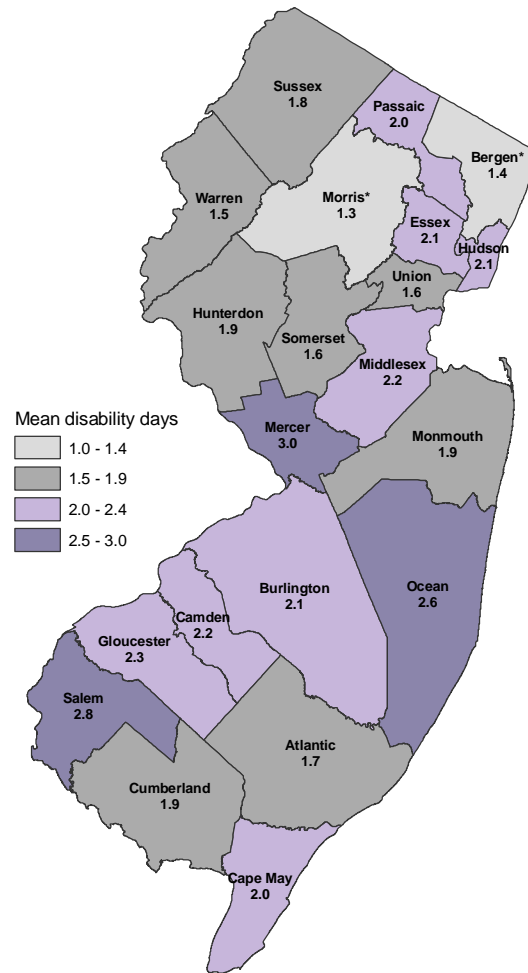 Sussex
1.8
Passaic
2.0
Bergen*
1.4
Warren
1.5
Morris*
1.3
Essex
2.1
Hudson
2.1
Union
1.6
Hunterdon
1.9
Somerset
1.6
Middlesex
2.2
Mean disability days
1.0 - 1.4
1.5 - 1.9
2.0 - 2.4
2.5 - 3.0
Mercer
3.0
Monmouth
1.9
Burlington
2.1
Ocean
2.6
Camden
2.2
Gloucester
2.3
Salem
2.8
Atlantic
1.7
Cumberland
1.9
Cape May
2.0